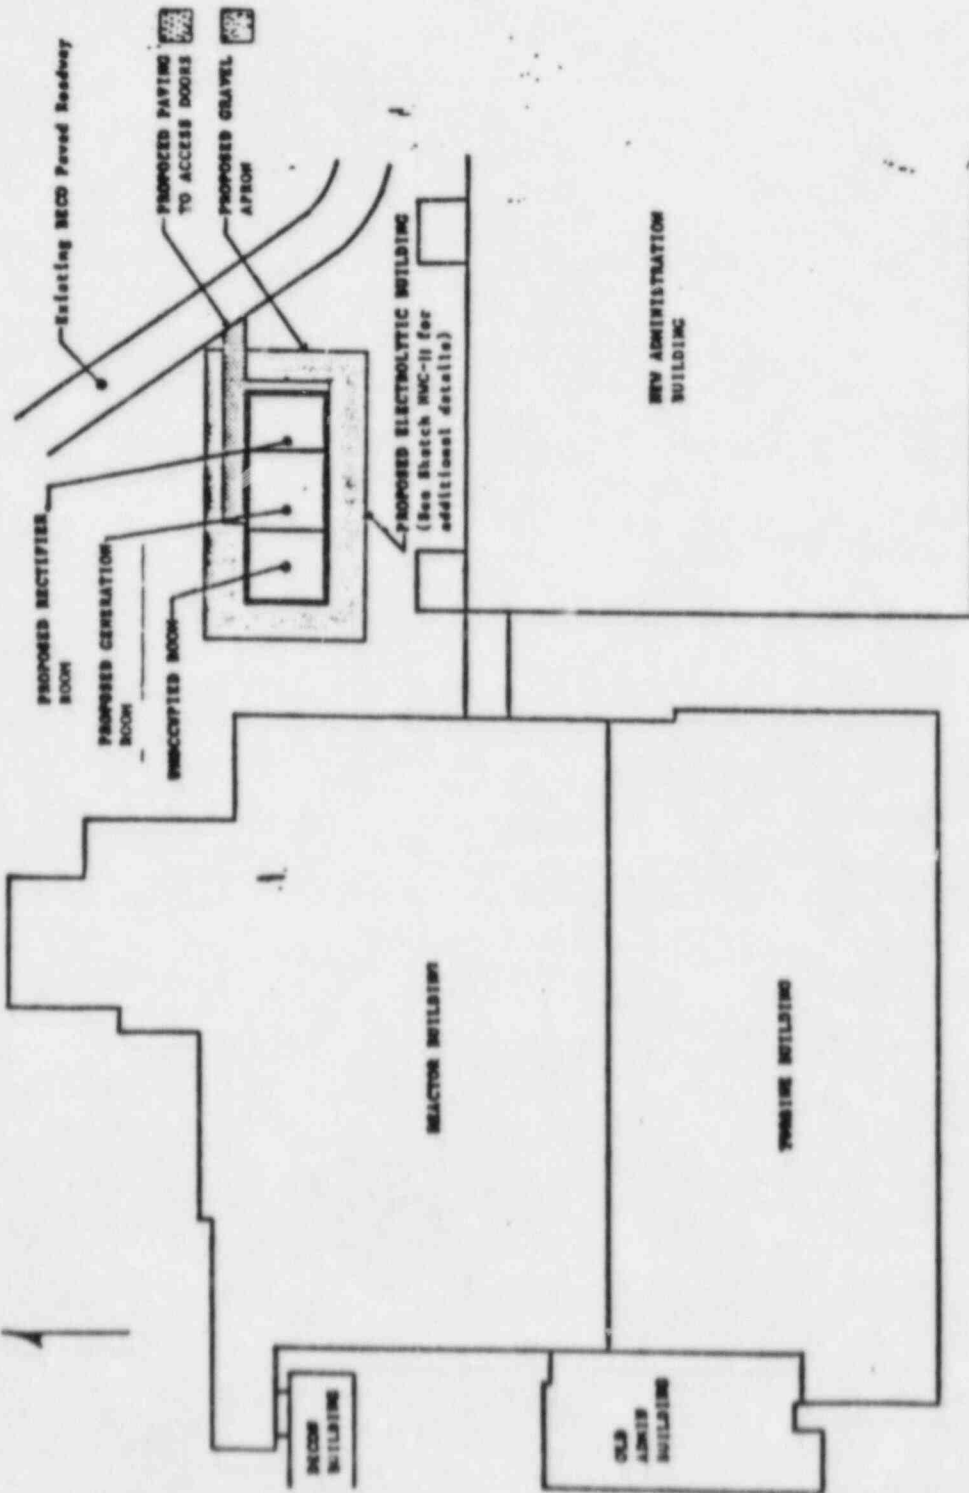 Existing BECO Paved Roadway
PROPOSED PAVING
TO ACCESS DOORS
PROPOSED GRAVEL
APRON
PROPOSED RECTIFIER
ROOM
PROPOSED GENERATION
ROOM
UNOCCUPIED ROOM
PROPOSED ELECTROLYTIC BUILDING
(See Sketch HWC-II for
additional details)
NEW ADMINISTRATION
BUILDING
REACTOR BUILDING
TURBINE BUILDING
DECON
BUILDING
OLD
ADMIN
BUILDING